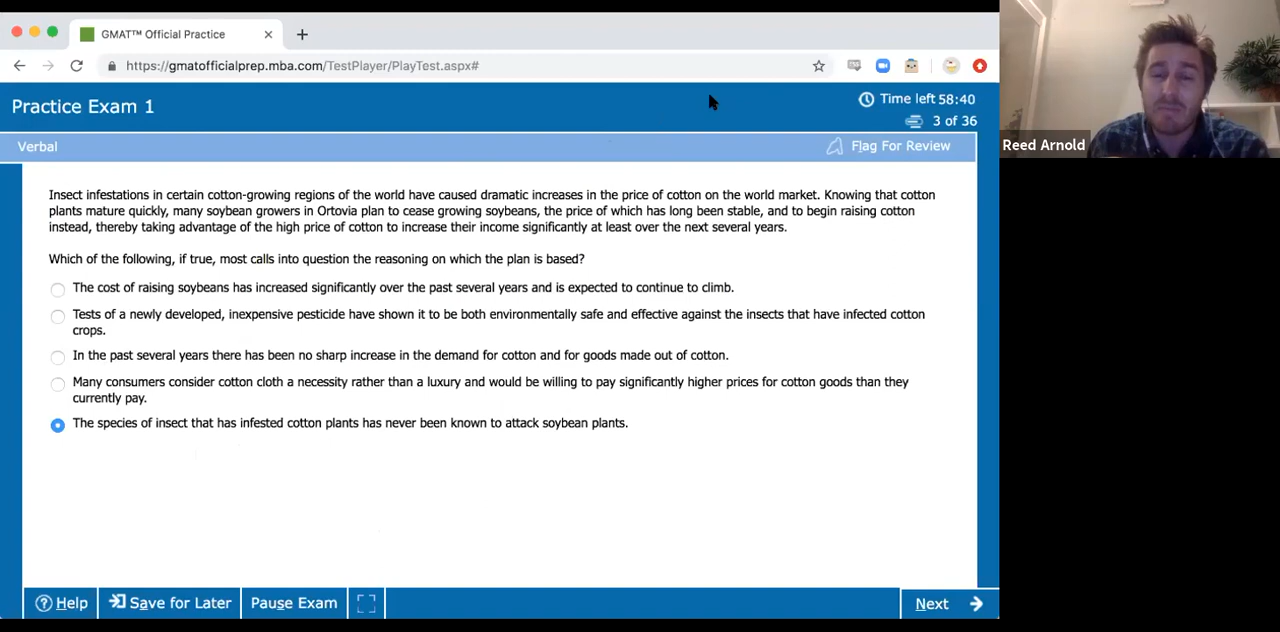 GMAT™ Official Practice
https://gmatofficialprep.mba.com/TestPlayer/PlayTest.aspx#
Practice Exam 1
Time left 58:40
3 of 36
Verbal
Flag For Review
Reed Arnold
Insect infestations in certain cotton-growing regions of the world have caused dramatic increases in the price of cotton on the world market. Knowing that cotton
plants mature quickly, many soybean growers in Ortovia plan to cease growing soybeans, the price of which has long been stable, and to begin raising cotton
instead, thereby taking advantage of the high price of cotton to increase their income significantly at least over the next several years.
Which of the following, if true, most calls into question the reasoning on which the plan is based?
The cost of raising soybeans has increased significantly over the past several years and is expected to continue to climb.
Tests of a newly developed, inexpensive pesticide have shown it to be both environmentally safe and effective against the insects that have infected cotton
crops.
In the past several years there has been no sharp increase in the demand for cotton and for goods made out of cotton.
Many consumers consider cotton cloth a necessity rather than a luxury and would be willing to pay significantly higher prices for cotton goods than they
currently pay.
The species of insect that has infested cotton plants has never been known to attack soybean plants.
Help
Save for Later
Pause Exam
Next